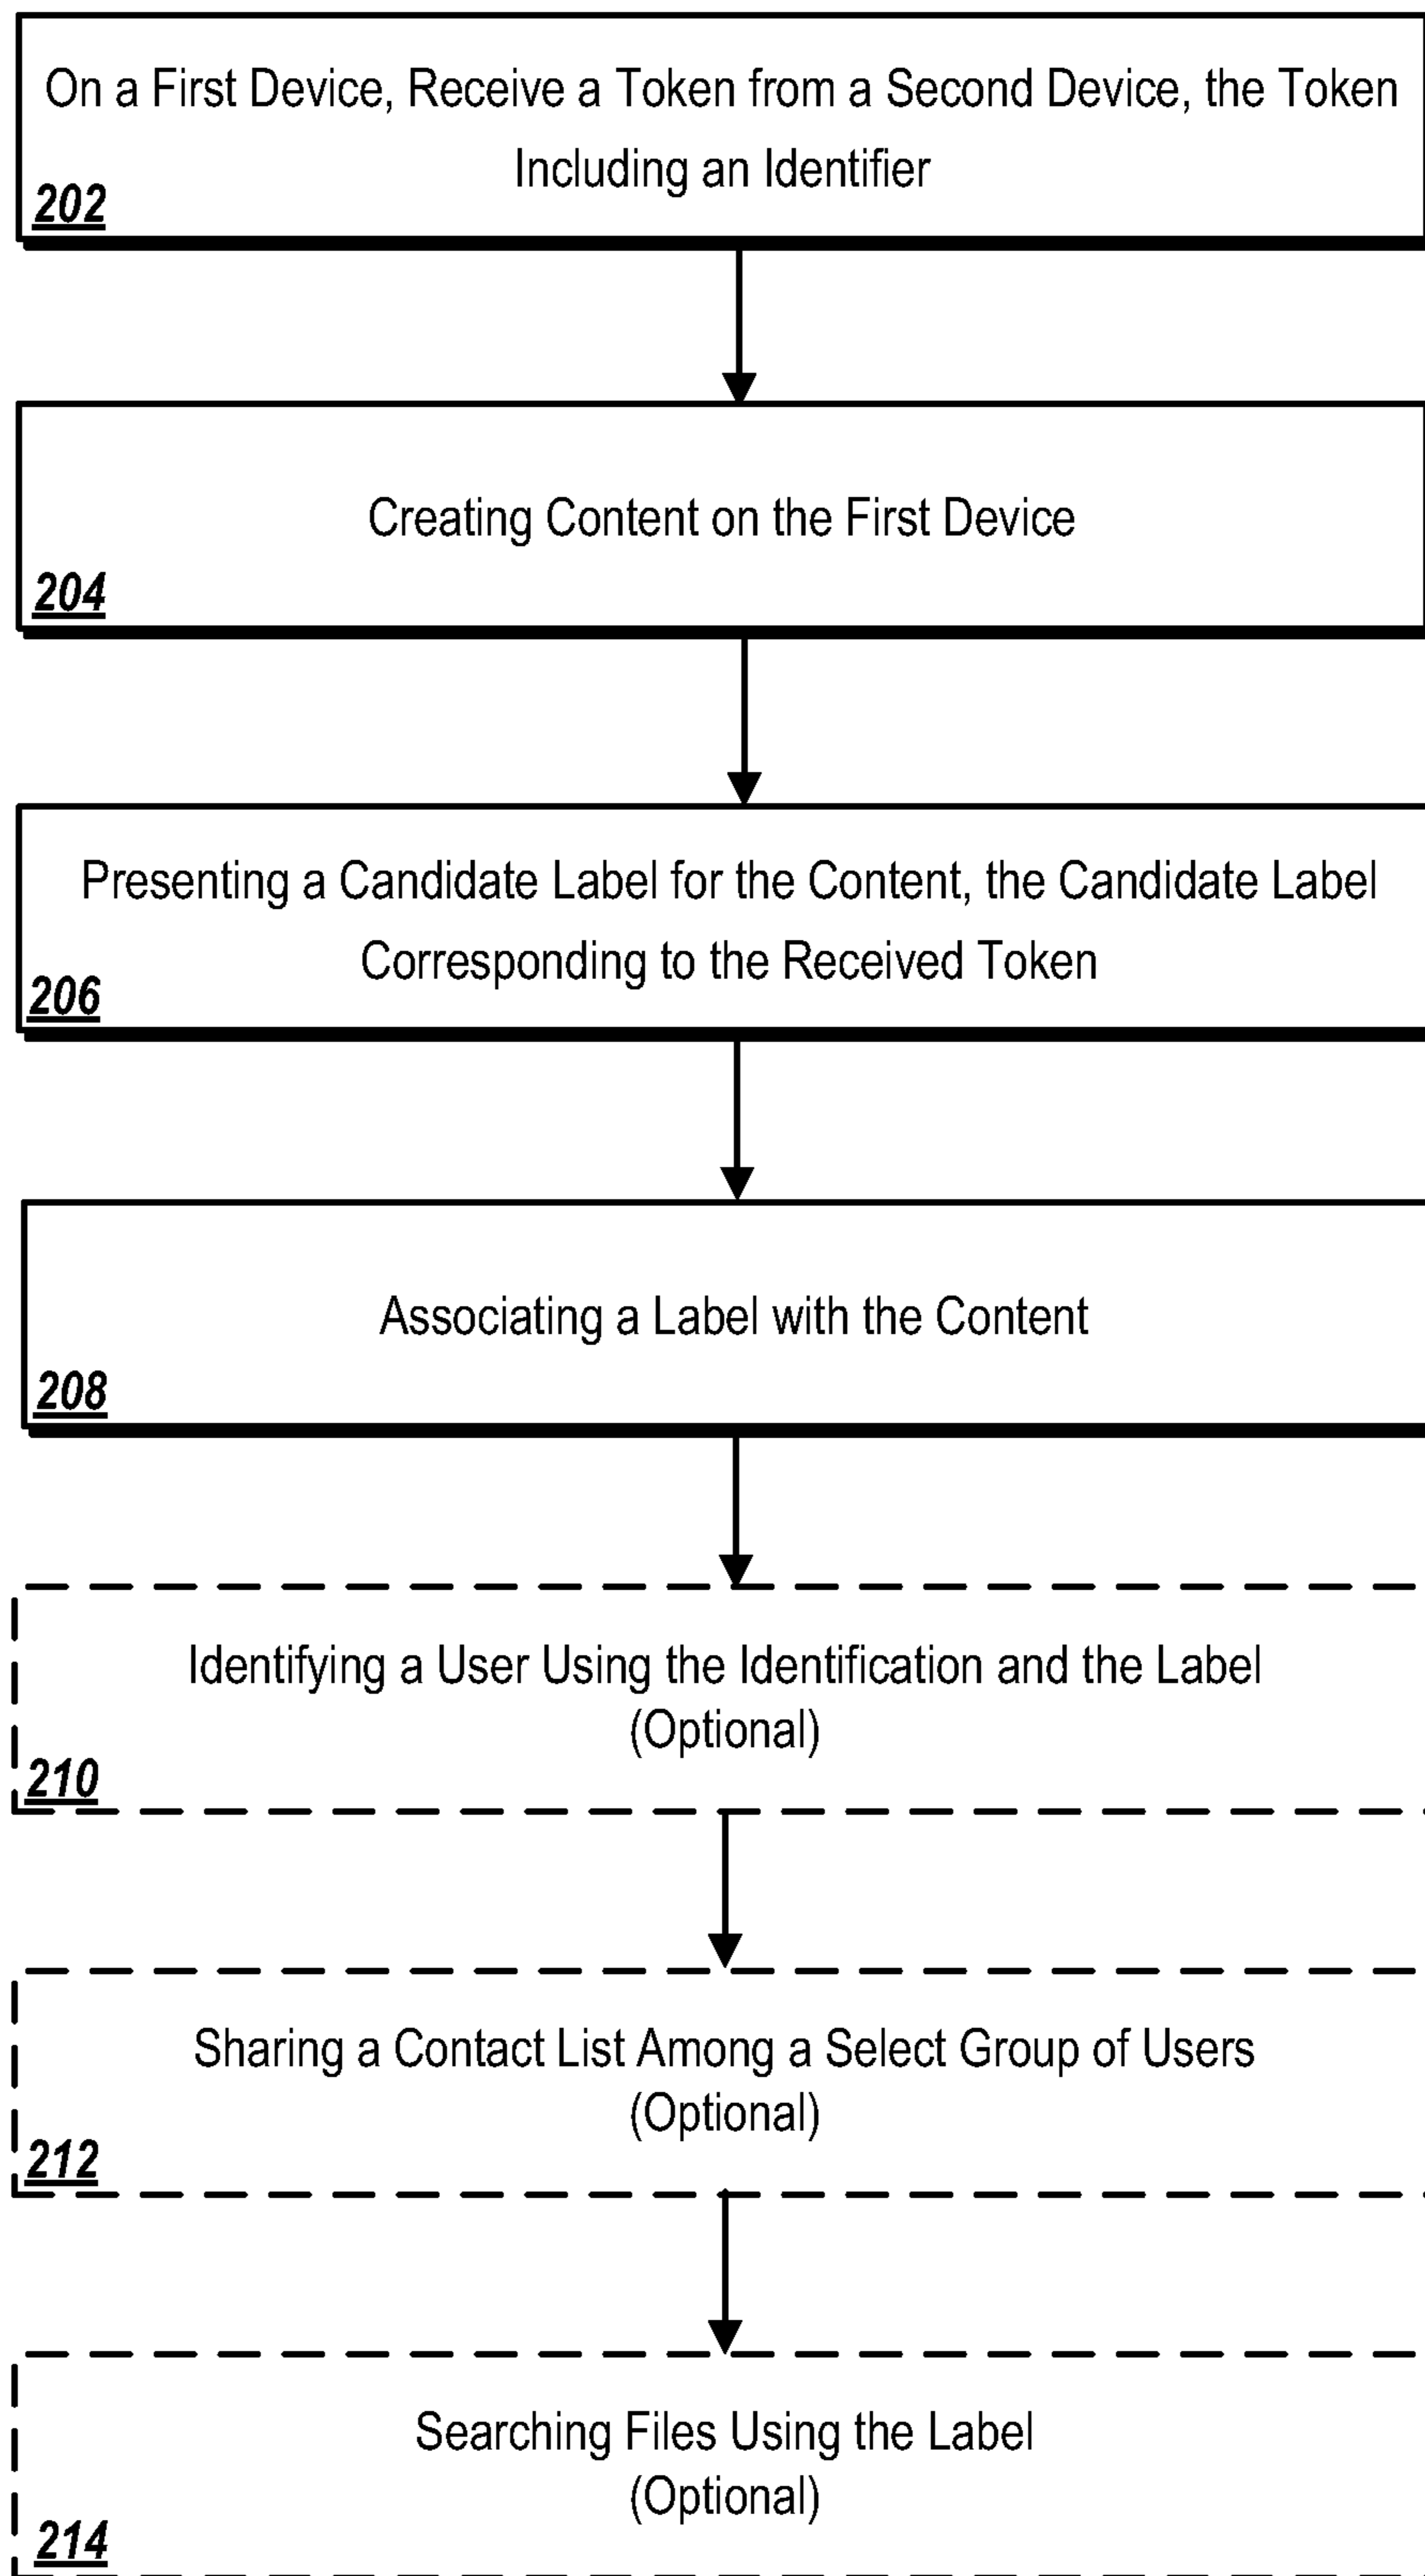 On a First Device, Receive a Token from a Second Device, the Token
Including an Identifier
202
Creating Content on the First Device
204
Presenting a Candidate Label for the Content, the Candidate Label
Corresponding to the Received Token
206
Associating a Label with the Content
208
Identifying a User Using the Identification and the Label
(Optional)
210
Sharing a Contact List Among a Select Group of Users
(Optional)
212
Searching Files Using the Label
(Optional)
214